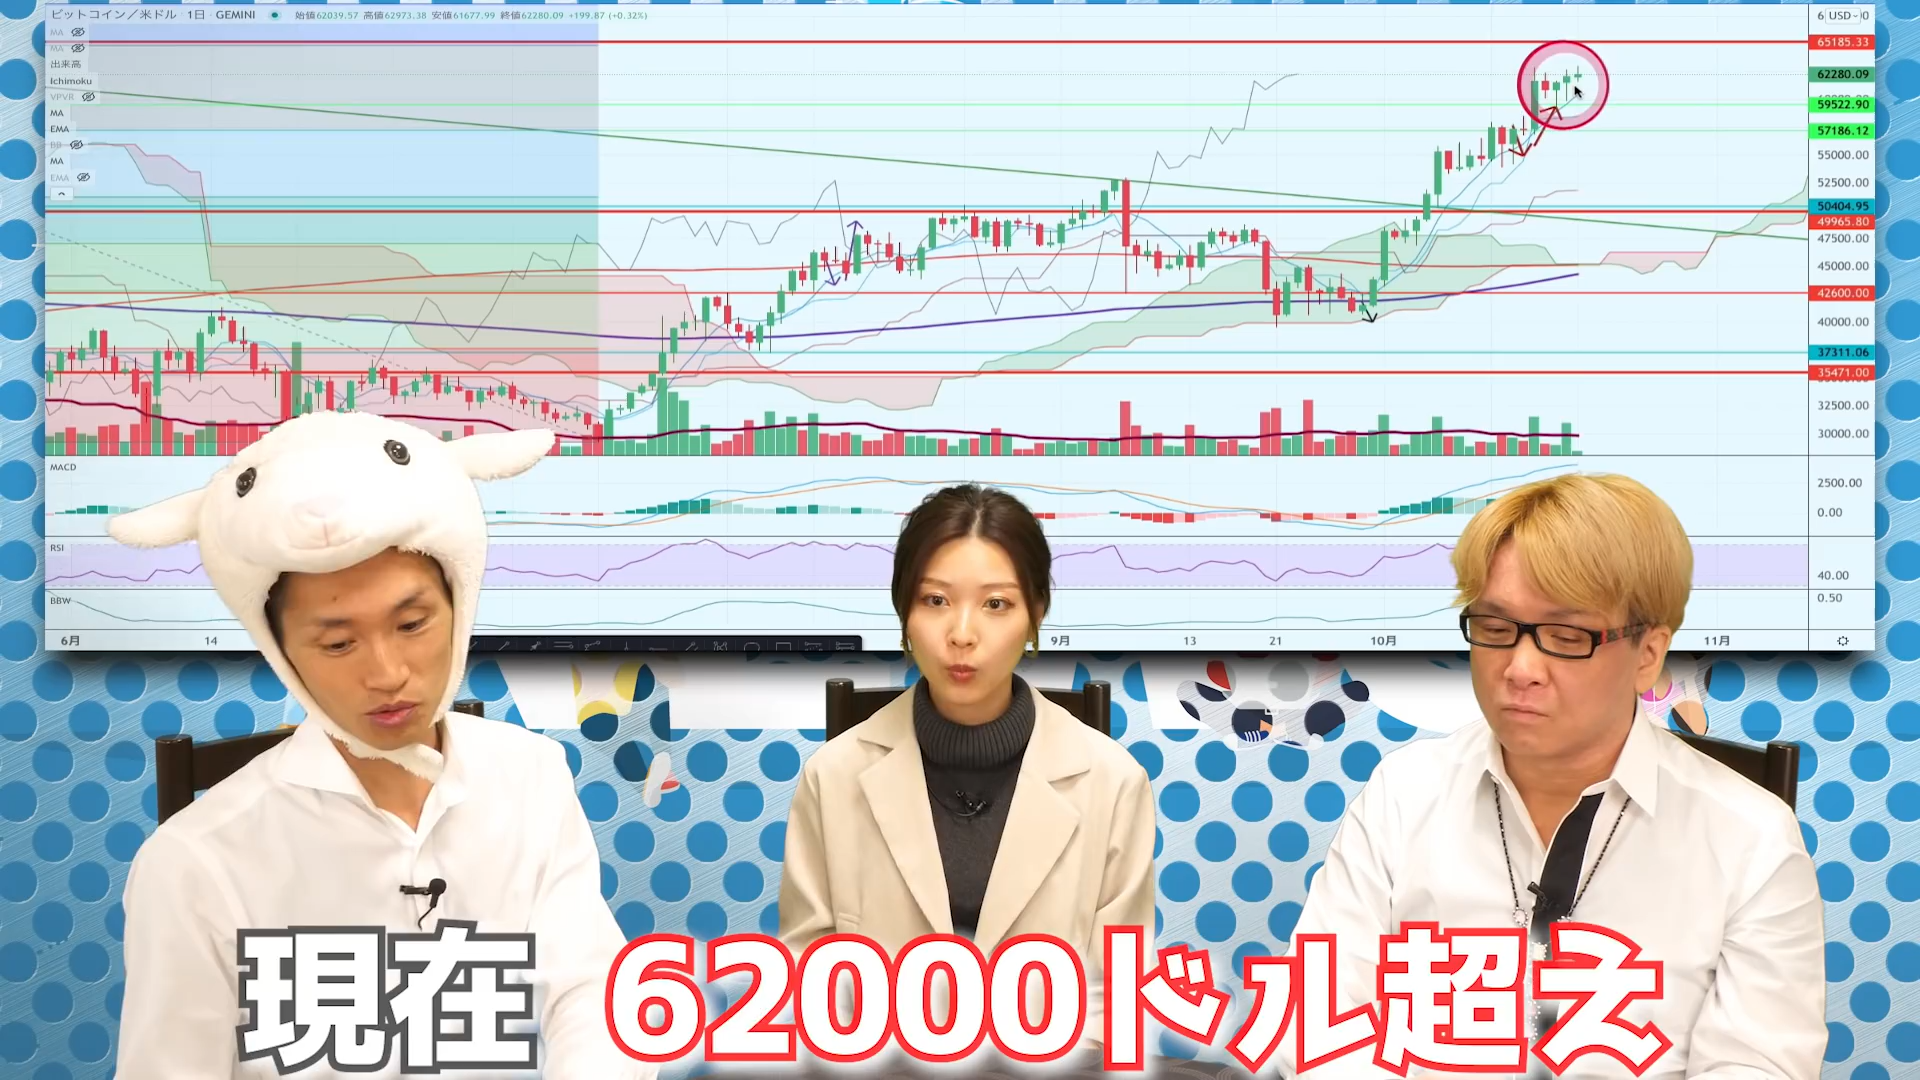 ビットコイン／米ドル · 1日 · GEMINI 始値62039.57 高値62973.38 安値61677.99 終値62280.09 +199.87 (+0.32%)
MA
MA
出来高
Ichimoku
VPVR
MA
EMA
BB
MA
EMA
USD
65185.33
62280.09
59522.90
57186.12
55000.00
52500.00
50404.95
49965.80
47500.00
45000.00
42600.00
40000.00
37311.06
35471.00
32500.00
30000.00
MACD
2500.00
0.00
RSI
40.00
BBW
0.50
6月 14 9月 13 21 10月 11月
現在 62000ドル超え